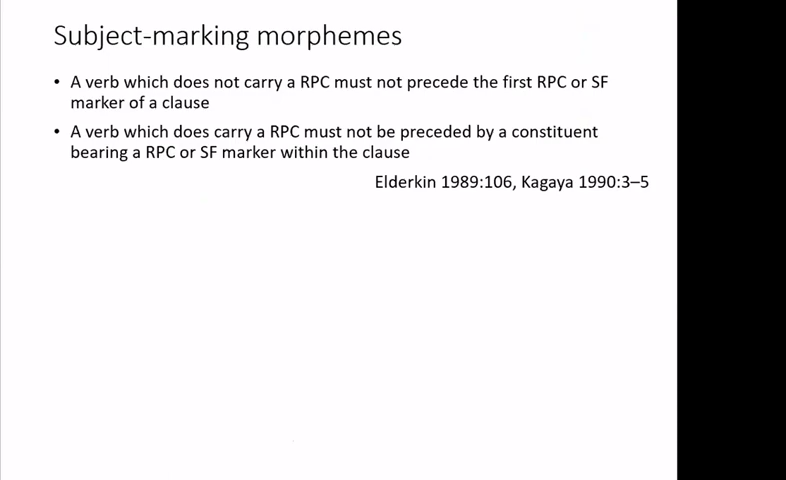 Subject-marking morphemes
• A verb which does not carry a RPC must not precede the first RPC or SF
marker of a clause
• A verb which does carry a RPC must not be preceded by a constituent
bearing a RPC or SF marker within the clause
Elderkin 1989:106, Kagaya 1990:3–5